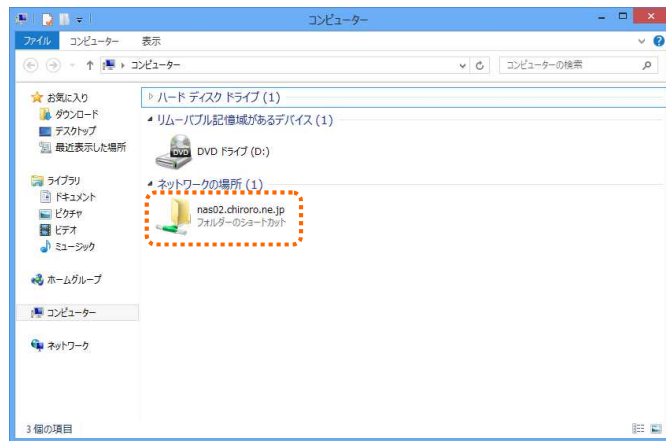 コンピューター
ファイル コンピューター 表示
コンピューター コンピューターの検索
お気に入り
ダウンロード
デスクトップ
最近表示した場所
ライブラリ
ドキュメント
ピクチャ
ビデオ
ミュージック
ホームグループ
コンピューター
ネットワーク
ハード ディスク ドライブ (1)
リムーバブル記憶域があるデバイス (1)
DVD
DVD ドライブ (D:)
ネットワークの場所 (1)
nas02.chiroro.ne.jp
フォルダーのショートカット
3 個の項目